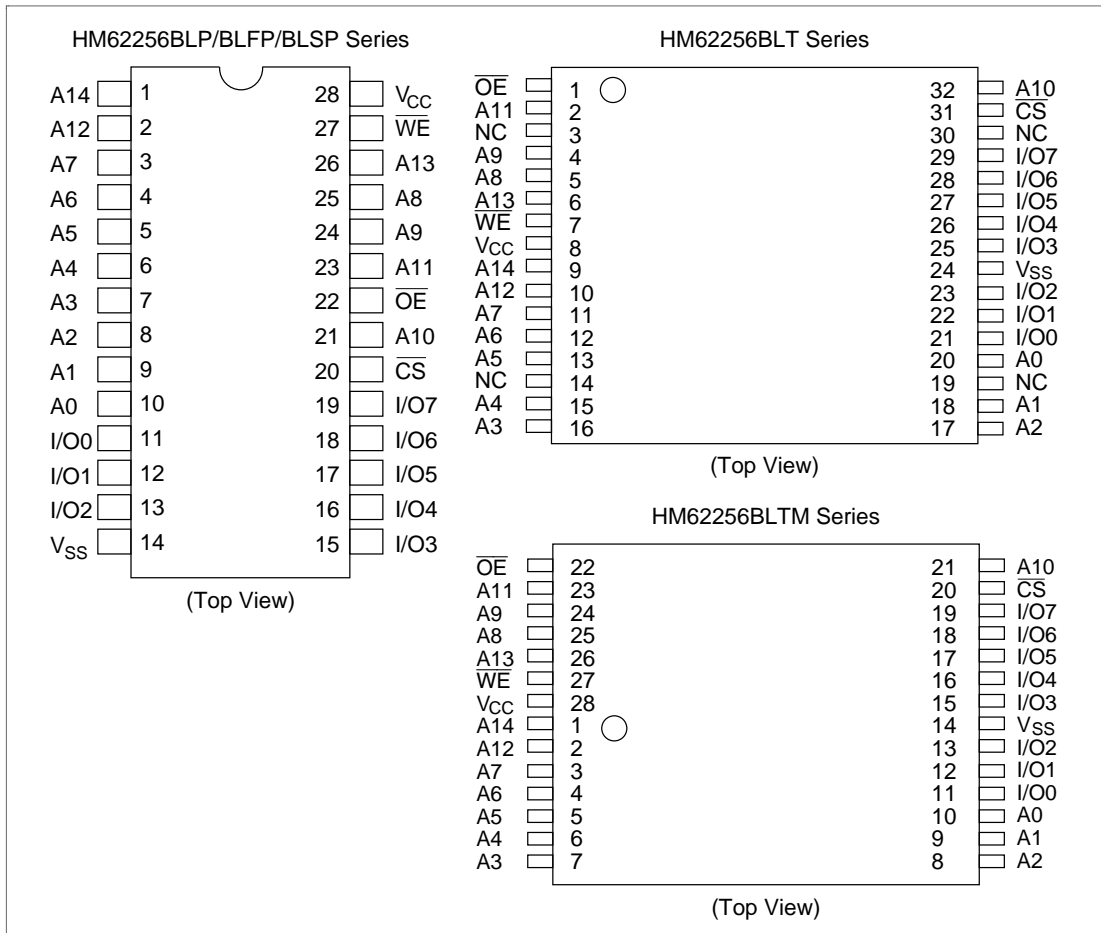 HM62256BLP/BLFP/BLSP Series
A14 1 28 VCC
A12 2 27 WE
A7 3 26 A13
A6 4 25 A8
A5 5 24 A9
A4 6 23 A11
A3 7 22 OE
A2 8 21 A10
A1 9 20 CS
A0 10 19 I/O7
I/O0 11 18 I/O6
I/O1 12 17 I/O5
I/O2 13 16 I/O4
VSS 14 15 I/O3
(Top View)
HM62256BLT Series
OE 1 32 A10
A11 2 31 CS
NC 3 30 NC
A9 4 29 I/O7
A8 5 28 I/O6
A13 6 27 I/O5
WE 7 26 I/O4
VCC 8 25 I/O3
A14 9 24 VSS
A12 10 23 I/O2
A7 11 22 I/O1
A6 12 21 I/O0
A5 13 20 A0
NC 14 19 NC
A4 15 18 A1
A3 16 17 A2
(Top View)
HM62256BLTM Series
OE 22 21 A10
A11 23 20 CS
A9 24 19 I/O7
A8 25 18 I/O6
A13 26 17 I/O5
WE 27 16 I/O4
VCC 28 15 I/O3
A14 1 14 VSS
A12 2 13 I/O2
A7 3 12 I/O1
A6 4 11 I/O0
A5 5 10 A0
A4 6 9 A1
A3 7 8 A2
(Top View)